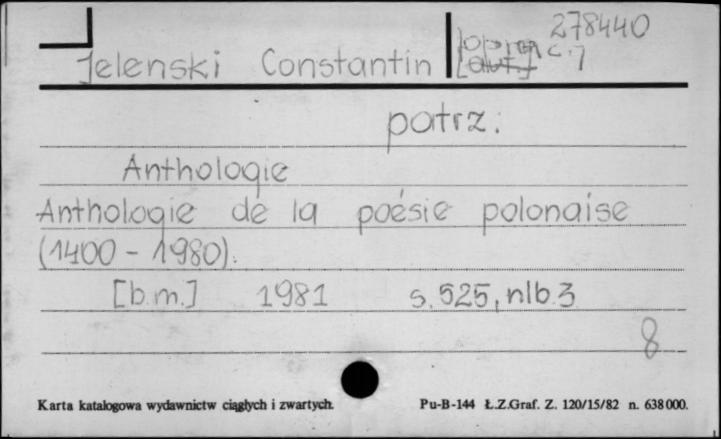 278440
Jelenski Constantin [oprac.]
patrz:
Anthologie
Anthologie de la poésie polonaise
(1400 - 1980).
[b.m.] 1981 s. 525, nlb. 3
8
Karta katalogowa wydawnictw ciągłych i zwartych.
Pu-B-144 Ł.Z.Graf. Z. 120/15/82 n. 638000.